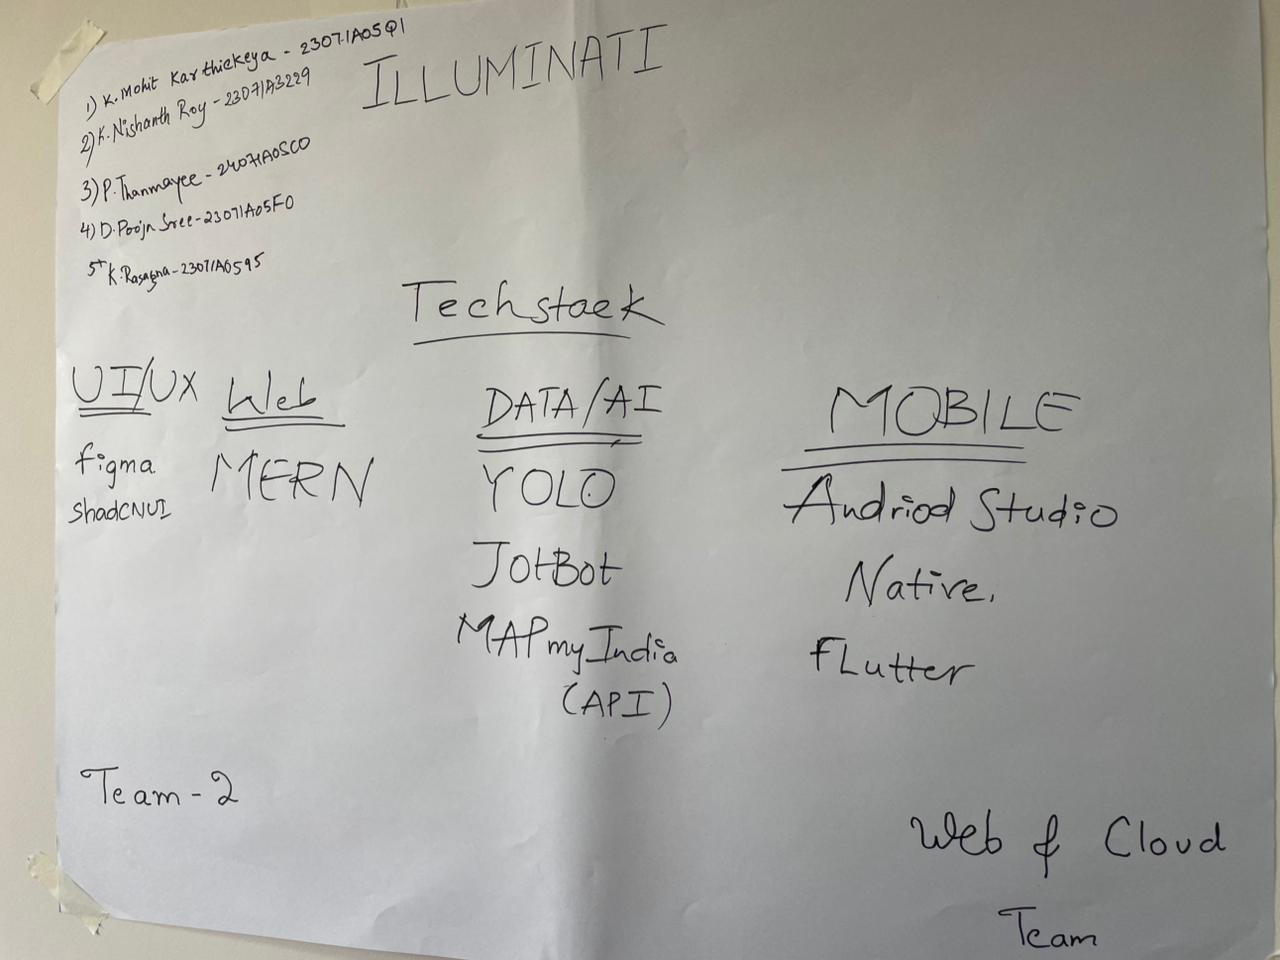 ILLUMINATI
1) K. Mohit Karthickeya - 23071A05Q1
2) K. Nishanth Roy - 23071A3229
3) P. Thanmayee - 24071A05C0
4) D. Pooja Sree - 23071A05F0
5+ K. Rasagna - 23071A0595
Techstack
UI/UX
figma
shadCNUI
Web
MERN
DATA/AI
YOLO
JotBot
MAPmyIndia
(API)
MOBILE
Andriod Studio
Native.
fLutter
Team - 2
Web & Cloud
Team